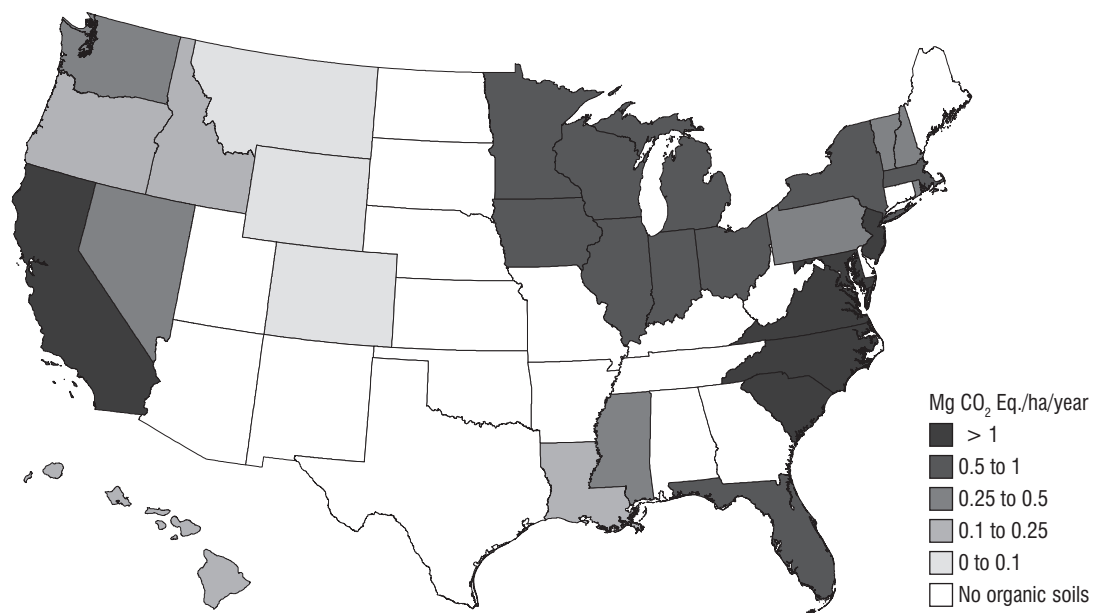 Mg CO₂ Eq./ha/year
> 1
0.5 to 1
0.25 to 0.5
0.1 to 0.25
0 to 0.1
No organic soils